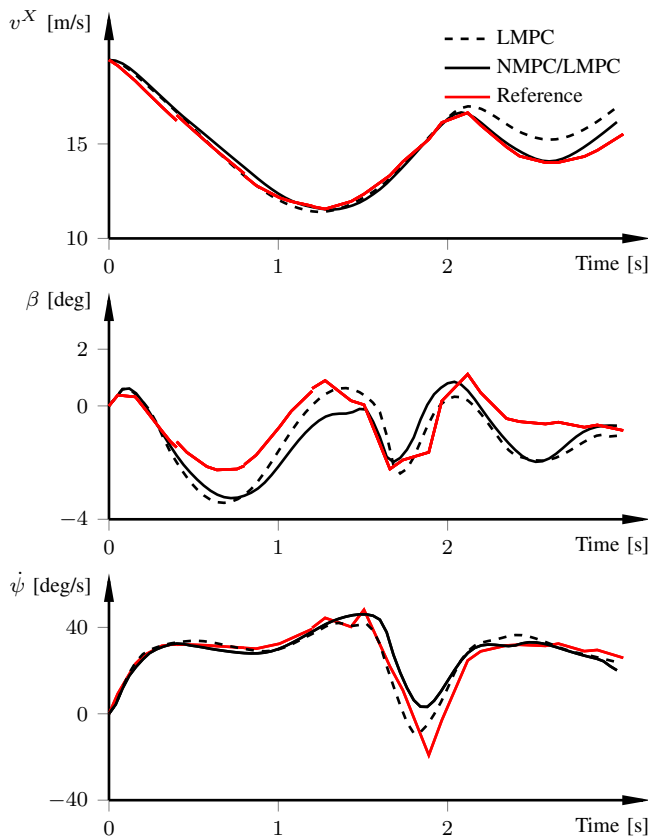 v^X [m/s]
LMPC
NMPC/LMPC
Reference
15
10
0
1
2
Time [s]
β [deg]
2
0
−4
0
1
2
Time [s]
ψ̇ [deg/s]
40
0
−40
0
1
2
Time [s]